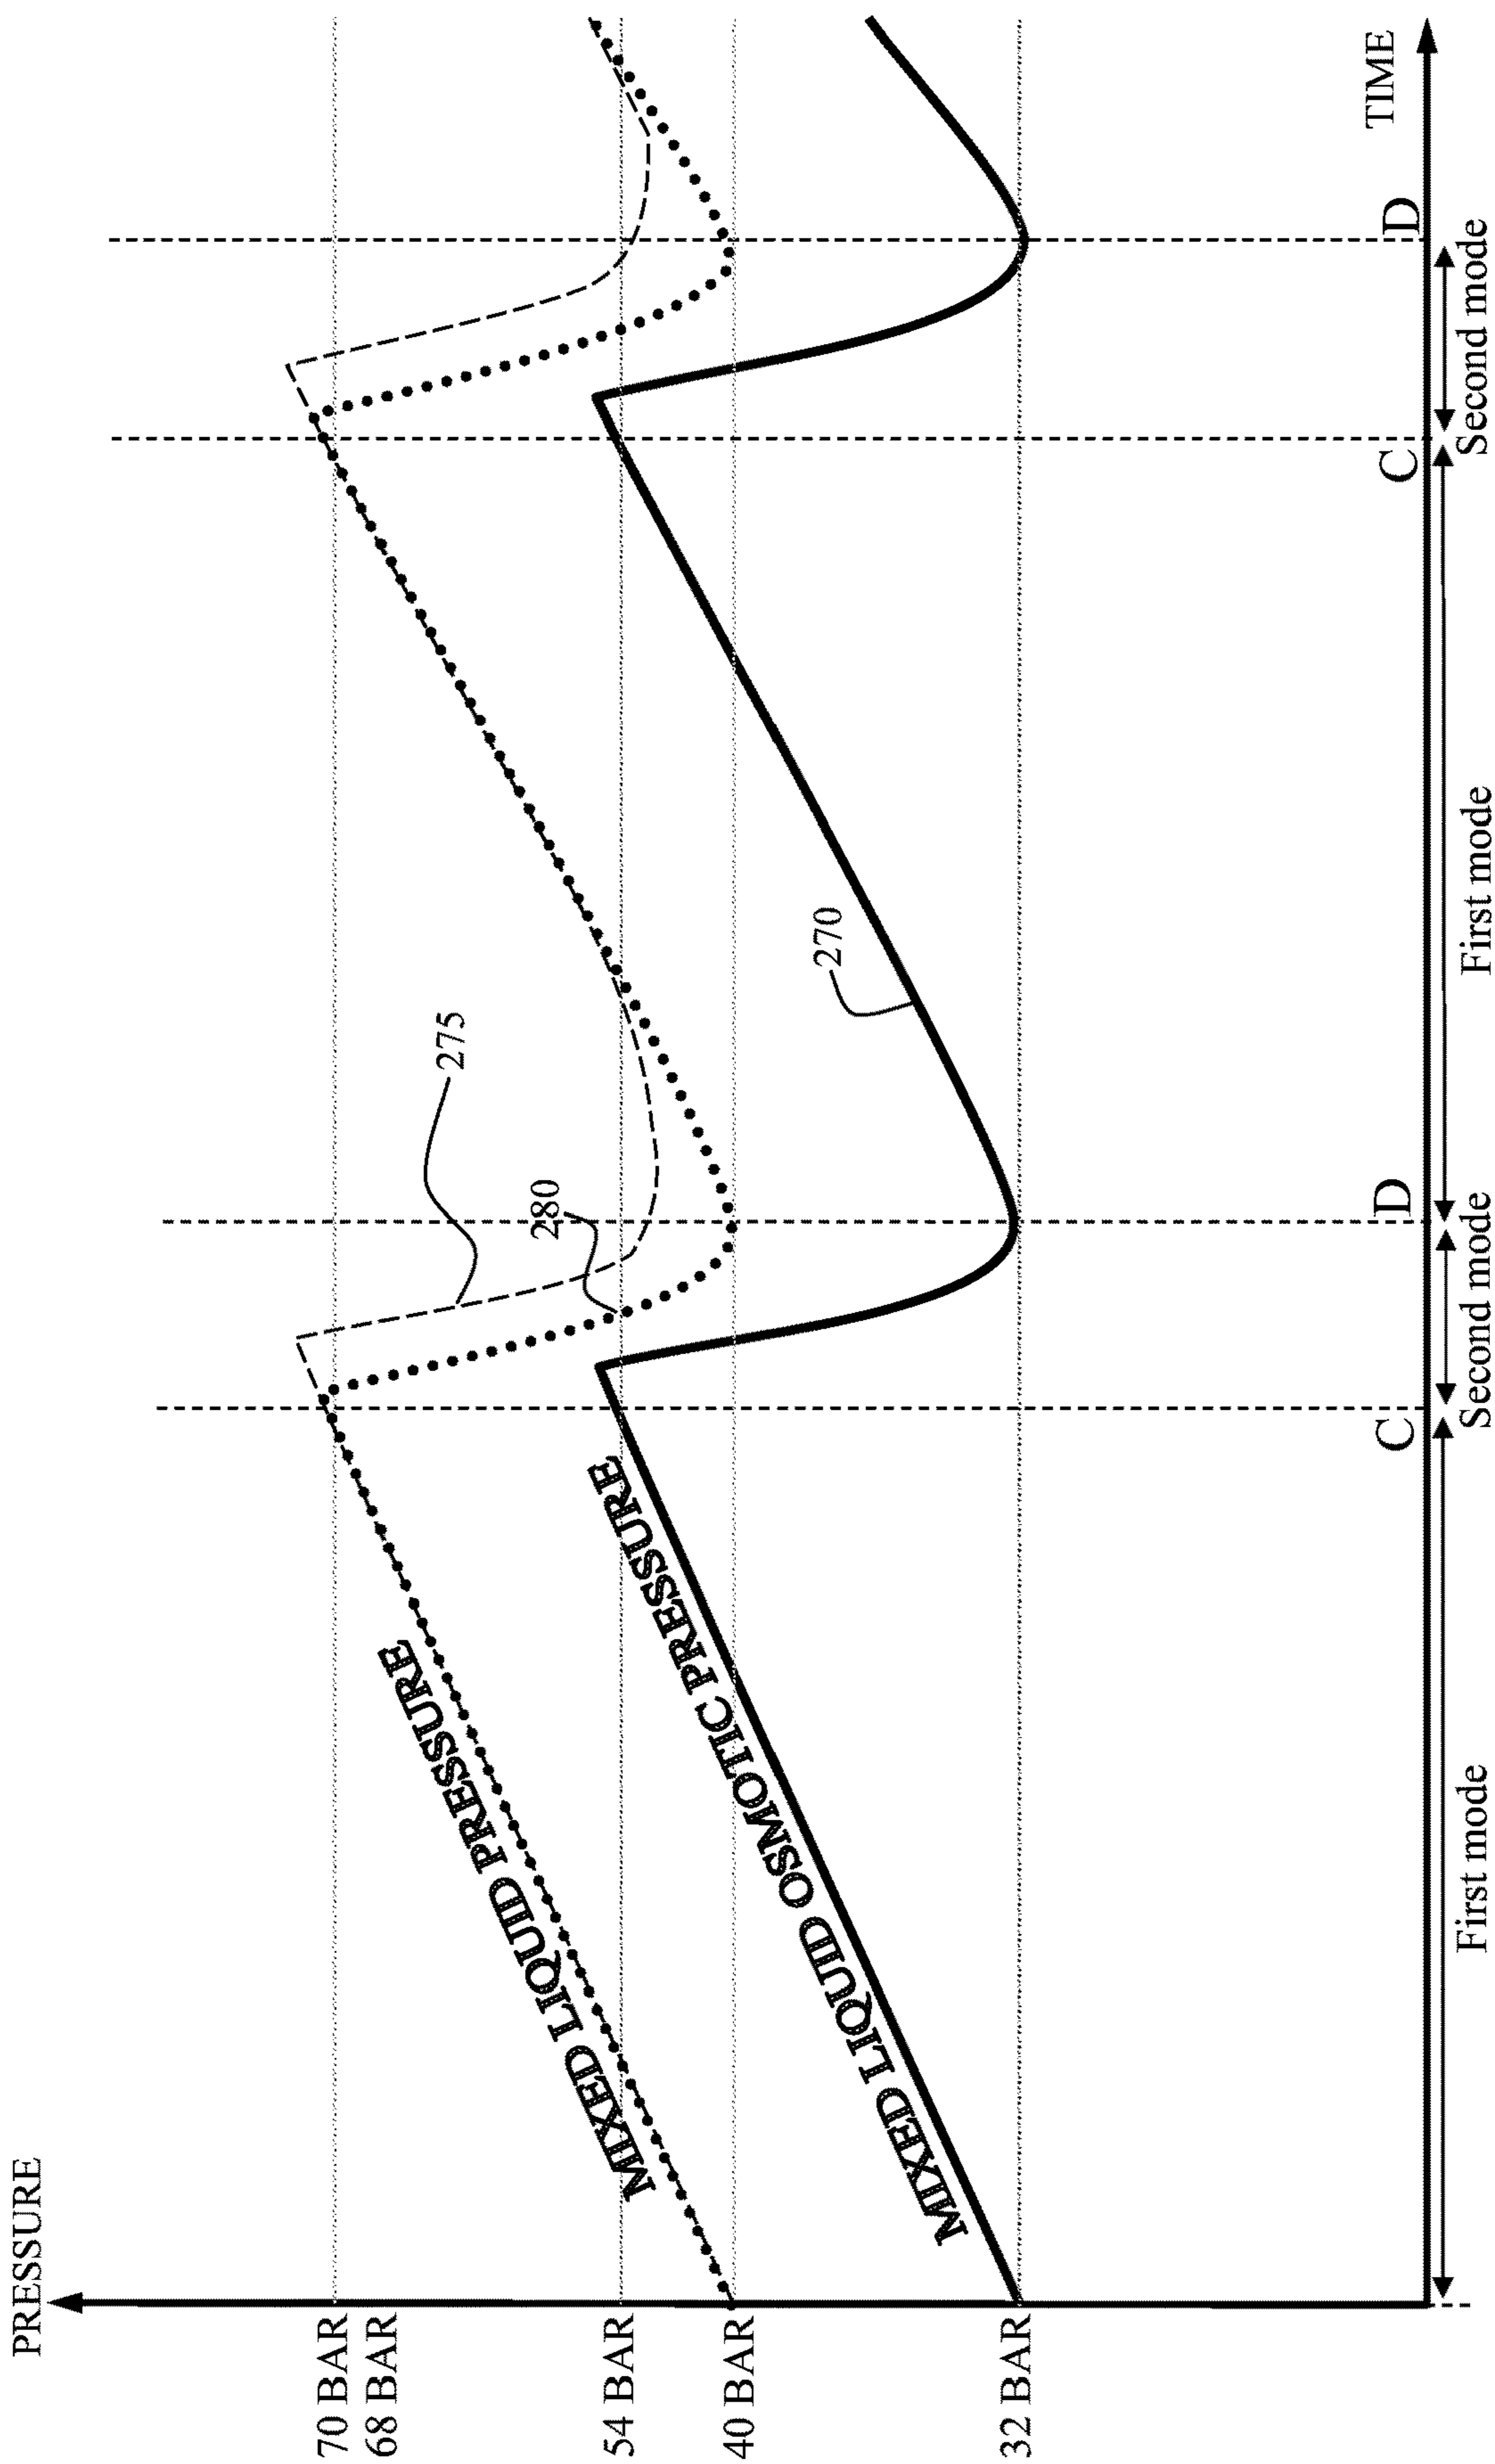 PRESSURE
70 BAR
68 BAR
54 BAR
40 BAR
32 BAR
MIXED LIQUID PRESSURE
MIXED LIQUID OSMOTIC PRESSURE
275
280
270
C
D
C
D
TIME
First mode
Second mode
First mode
Second mode